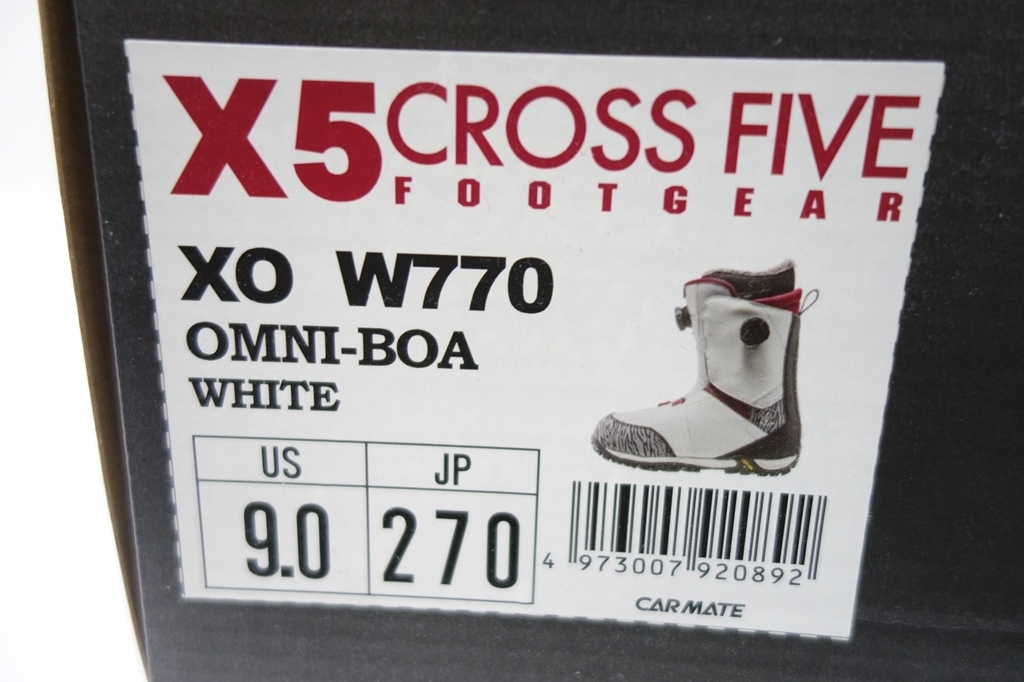 X5 CROSS FIVE
FOOTGEAR
XO W770
OMNI-BOA
WHITE
US JP
9.0 270
4 973007 920892
CARMATE